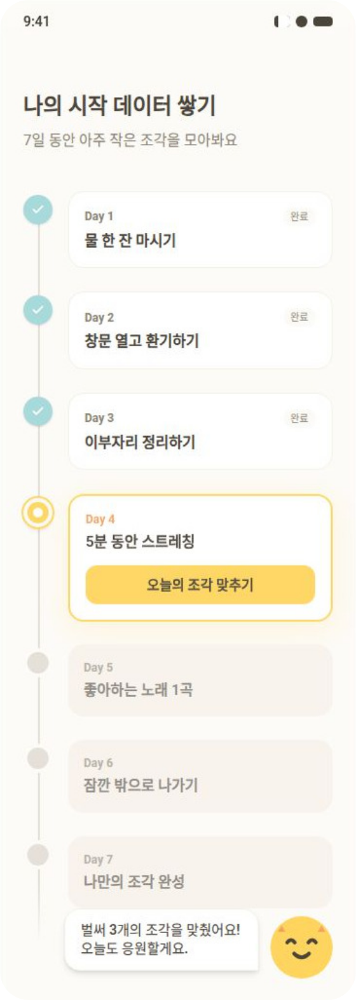 9:41
나의 시작 데이터 쌓기
7일 동안 아주 작은 조각을 모아봐요
Day 1
완료
물 한 잔 마시기
Day 2
완료
창문 열고 환기하기
Day 3
완료
이부자리 정리하기
Day 4
5분 동안 스트레칭
오늘의 조각 맞추기
Day 5
좋아하는 노래 1곡
Day 6
잠깐 밖으로 나가기
Day 7
나만의 조각 완성
벌써 3개의 조각을 맞췄어요!
오늘도 응원할게요.